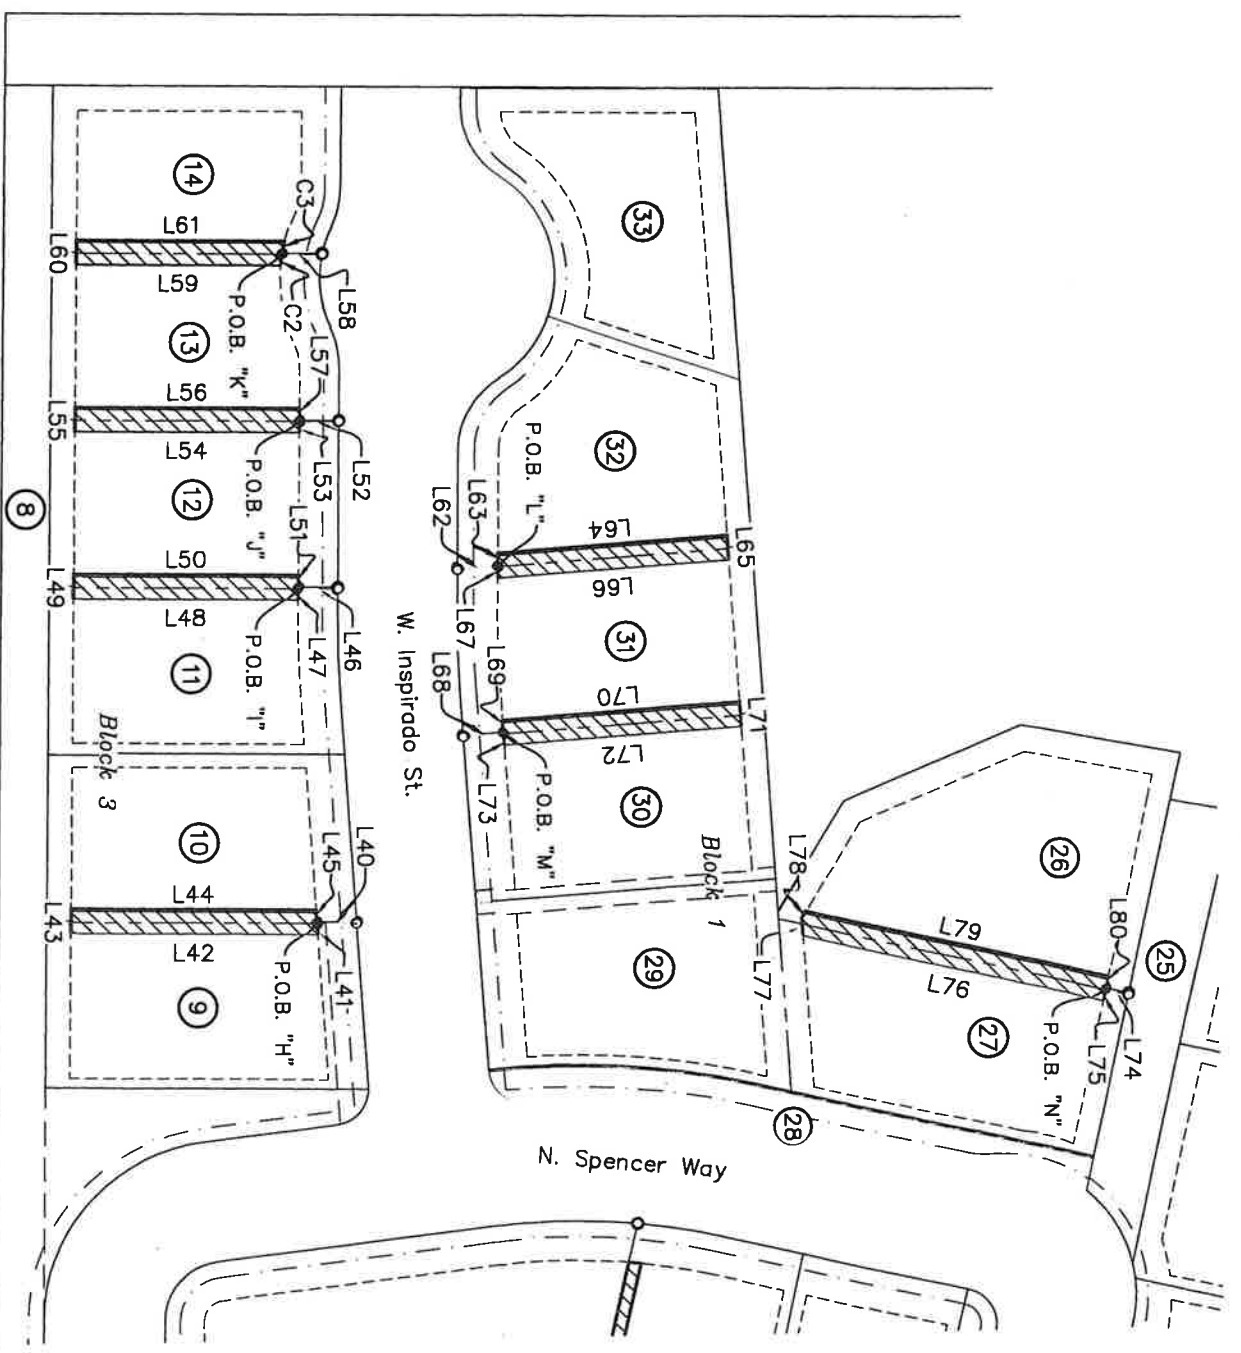 14
L61
C3
L60
L59
C2
L58
P.O.B. "K"
13
L57
L56
L55
L54
L53
L52
P.O.B. "J"
12
L51
L50
L49
L48
L47
L46
P.O.B. "I"
11
8
Block 3
10
L45
L40
L44
L43
L42
L41
P.O.B. "H"
9
W. Inspirado St.
33
32
P.O.B. "L"
L63
L62
L64
L65
L66
L67
31
L69
L68
L70
L71
L72
L73
P.O.B. "M"
30
Block 1
29
L78
L77
26
L79
L80
L76
25
L74
L75
27
P.O.B. "N"
28
N. Spencer Way